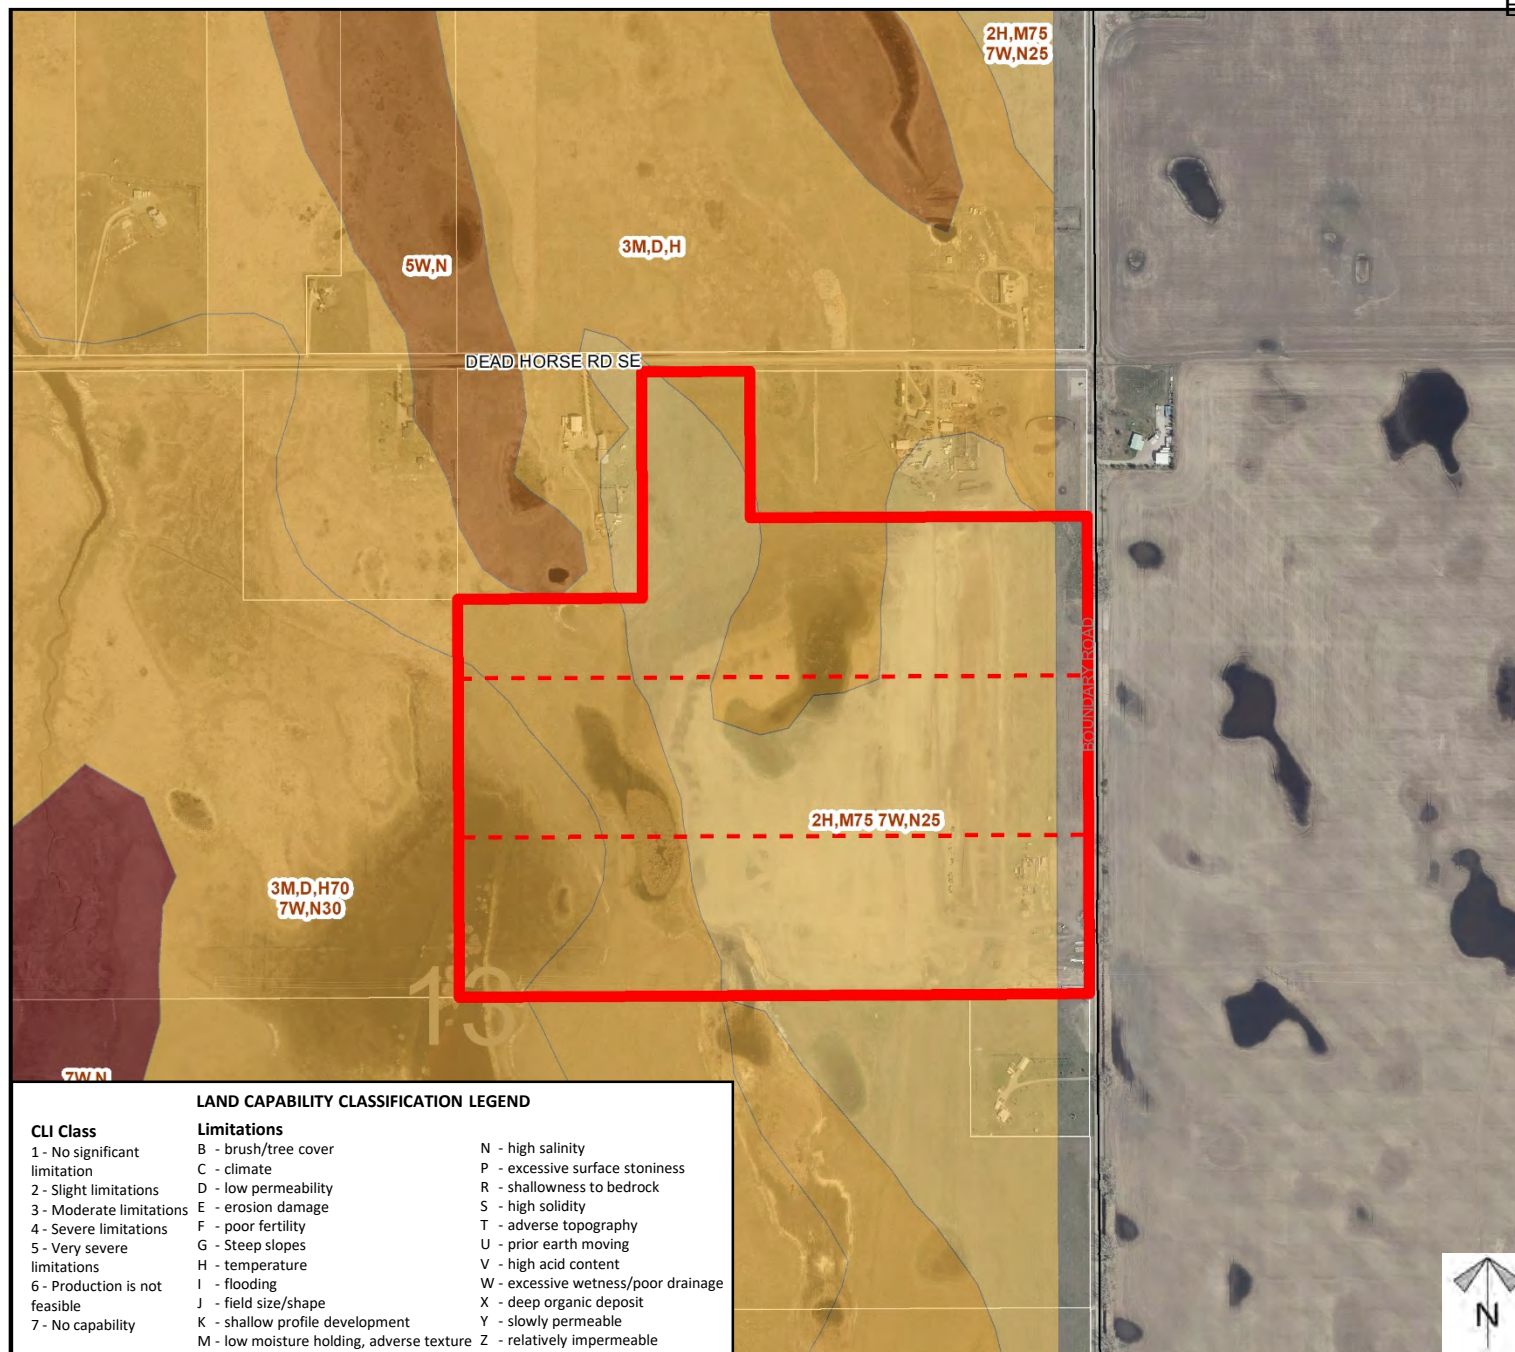 2H,M75
7W,N25
5W,N
3M,D,H
DEAD HORSE RD SE
BOUNDARY ROAD
2H,M75 7W,N25
3M,D,H70
7W,N30
13
7W,N
LAND CAPABILITY CLASSIFICATION LEGEND
CLI Class
1 - No significant
limitation
2 - Slight limitations
3 - Moderate limitations
4 - Severe limitations
5 - Very severe
limitations
6 - Production is not
feasible
7 - No capability
Limitations
B - brush/tree cover
C - climate
D - low permeability
E - erosion damage
F - poor fertility
G - Steep slopes
H - temperature
I - flooding
J - field size/shape
K - shallow profile development
M - low moisture holding, adverse texture
N - high salinity
P - excessive surface stoniness
R - shallowness to bedrock
S - high solidity
T - adverse topography
U - prior earth moving
V - high acid content
W - excessive wetness/poor drainage
X - deep organic deposit
Y - slowly permeable
Z - relatively impermeable
N